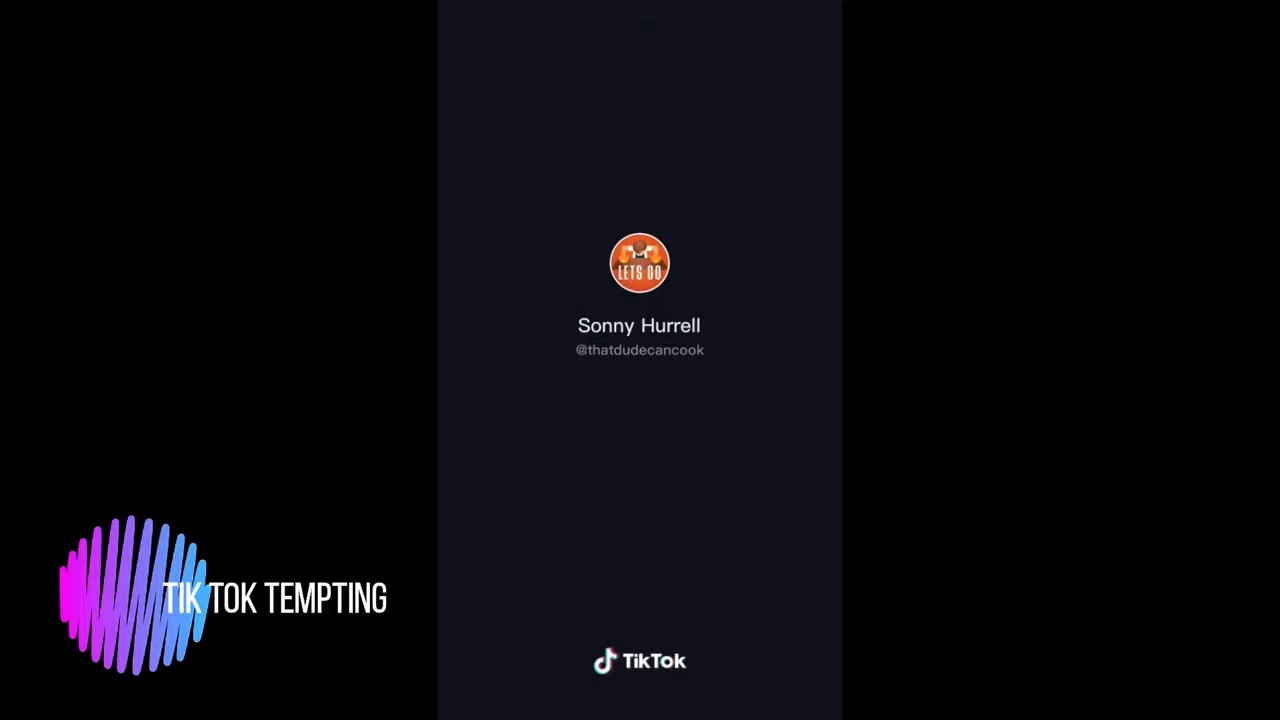 LETS GO
Sonny Hurrell
@thatdudecancook
TIK TOK TEMPTING
TikTok